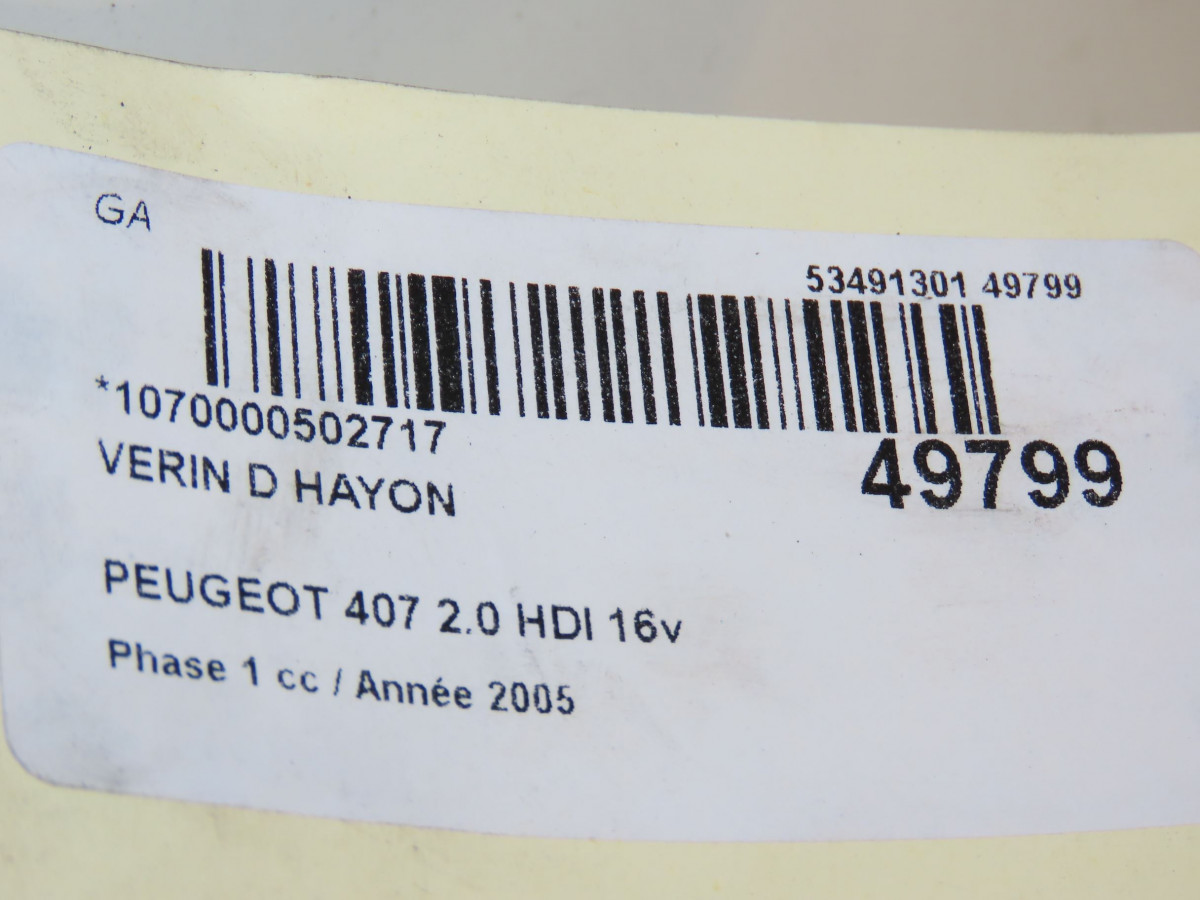 GA
53491301 49799
*1070000502717
49799
VERIN D HAYON
PEUGEOT 407 2.0 HDI 16v
Phase 1 cc / Année 2005